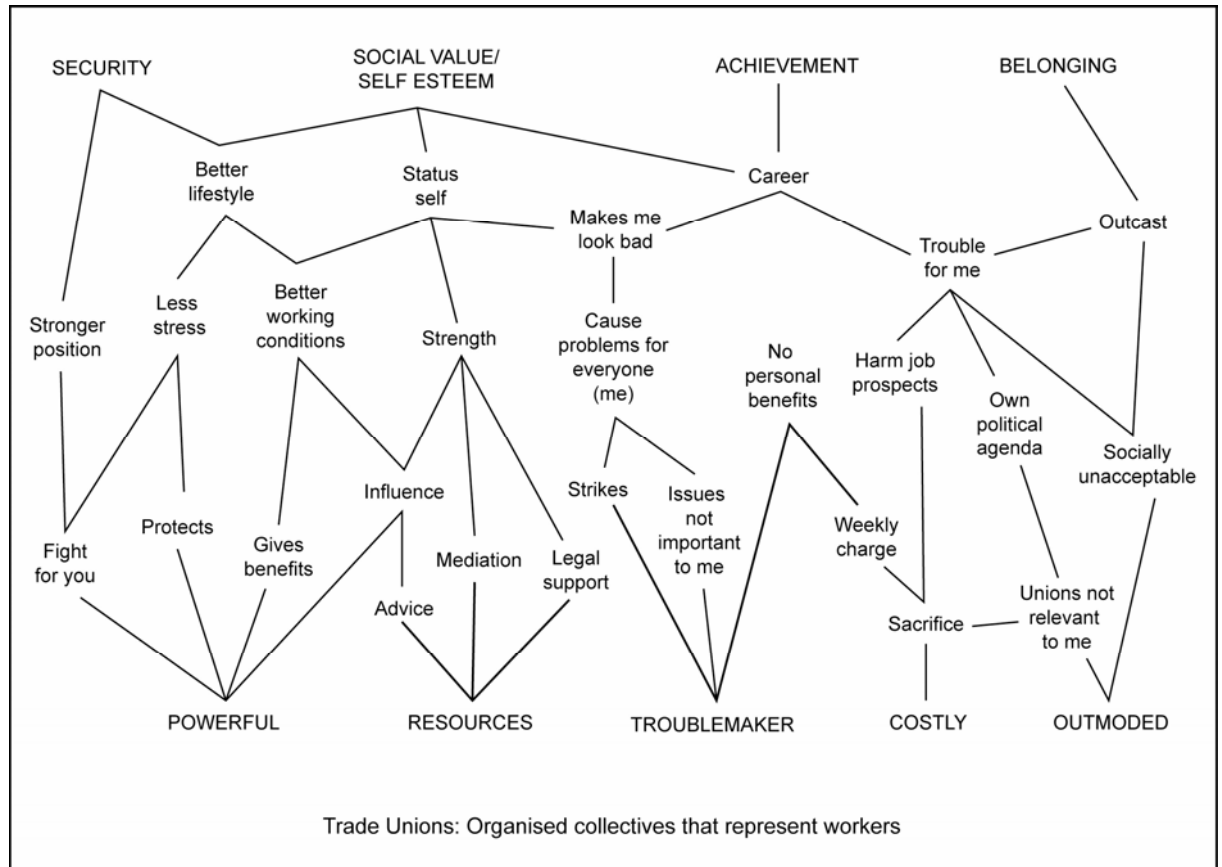 SECURITY
SOCIAL VALUE/
SELF ESTEEM
ACHIEVEMENT
BELONGING
Better
lifestyle
Status
self
Career
Makes me
look bad
Outcast
Trouble
for me
Stronger
position
Less
stress
Better
working
conditions
Strength
Cause
problems for
everyone
(me)
No
personal
benefits
Harm job
prospects
Own
political
agenda
Socially
unacceptable
Influence
Strikes
Issues
not
important
to me
Weekly
charge
Fight
for you
Protects
Gives
benefits
Mediation
Legal
support
Advice
Sacrifice
Unions not
relevant
to me
POWERFUL
RESOURCES
TROUBLEMAKER
COSTLY
OUTMODED
Trade Unions: Organised collectives that represent workers